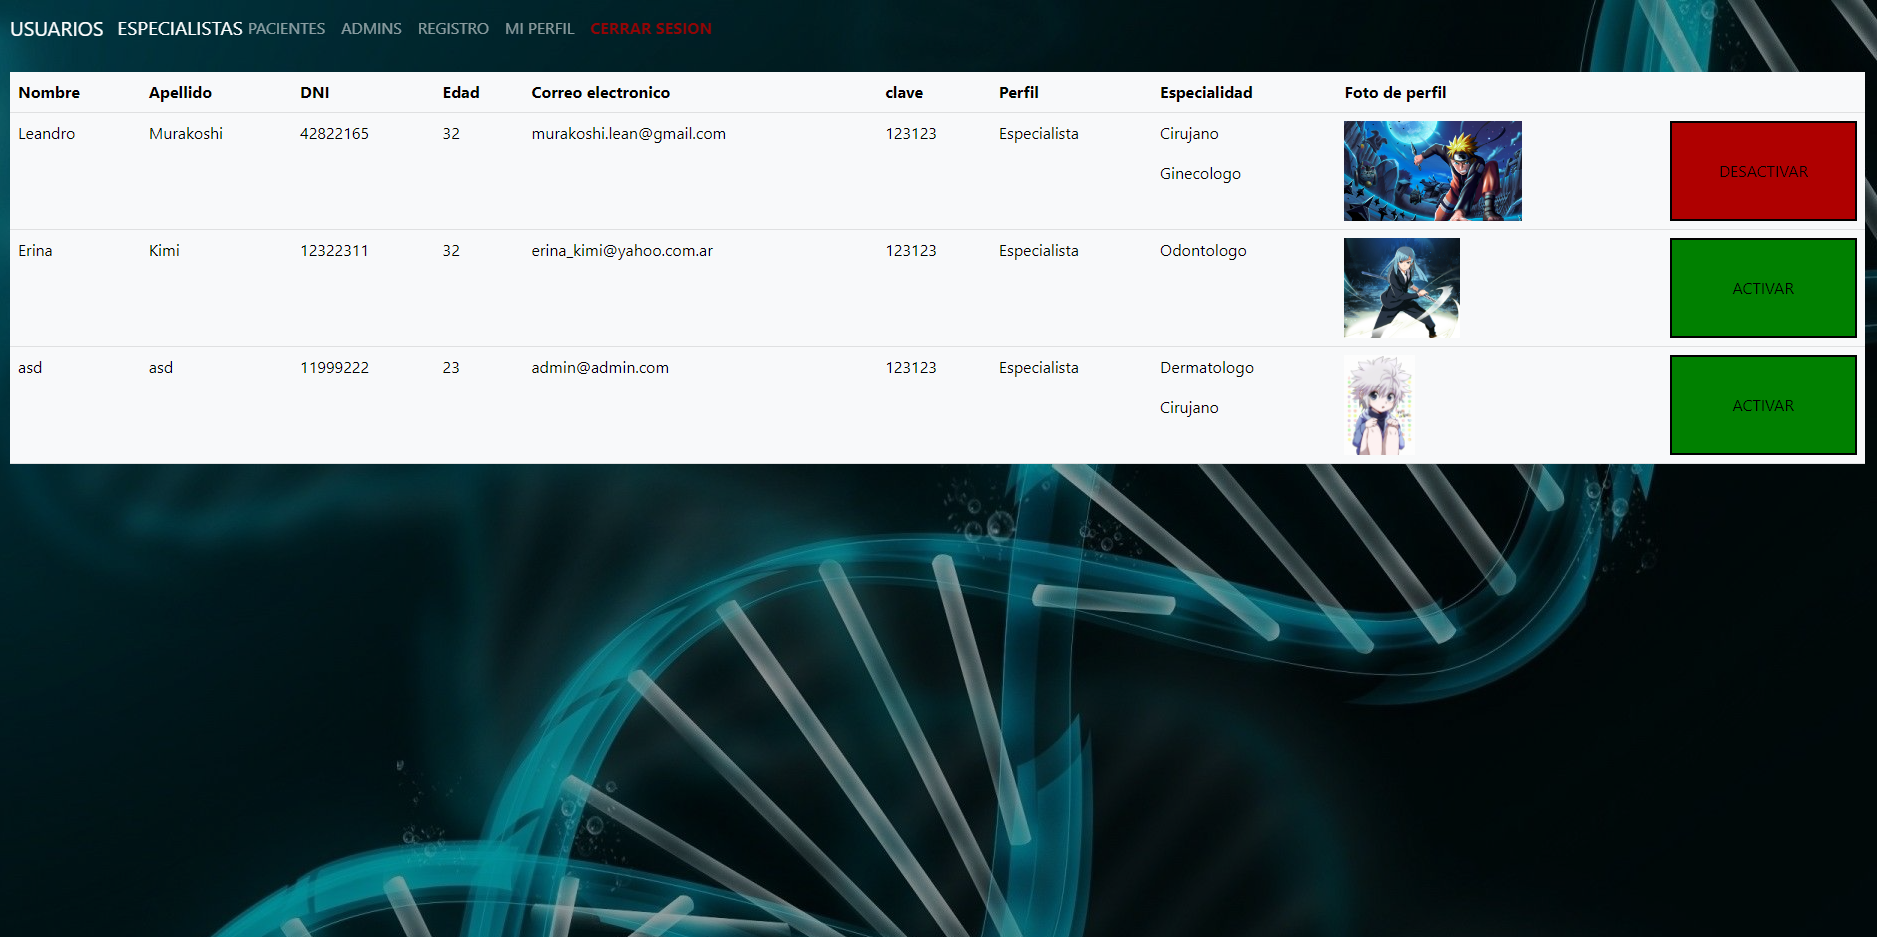 USUARIOS ESPECIALISTAS PACIENTES ADMINS REGISTRO MI PERFIL CERRAR SESION
Nombre Apellido DNI Edad Correo electronico clave Perfil Especialidad Foto de perfil
Leandro Murakoshi 42822165 32 murakoshi.lean@gmail.com 123123 Especialista Cirujano
Ginecologo
DESACTIVAR
Erina Kimi 12322311 32 erina_kimi@yahoo.com.ar 123123 Especialista Odontologo
ACTIVAR
asd asd 11999222 23 admin@admin.com 123123 Especialista Dermatologo
Cirujano
ACTIVAR